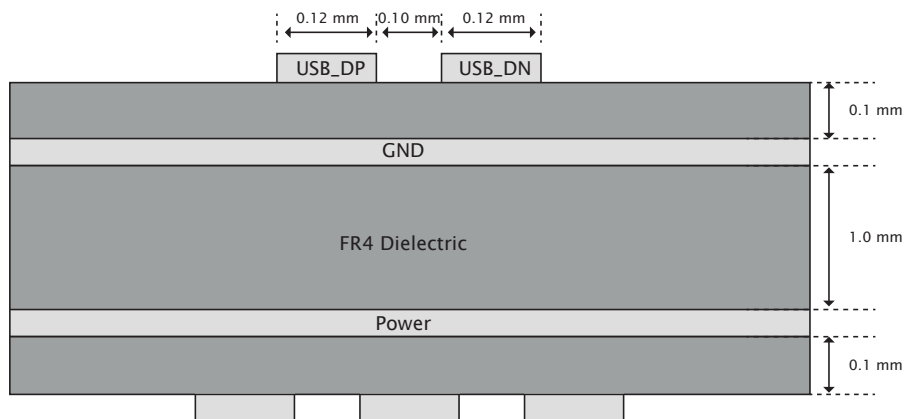 0.12 mm 0.10 mm 0.12 mm
USB_DP USB_DN
0.1 mm
GND
1.0 mm
FR4 Dielectric
Power
0.1 mm